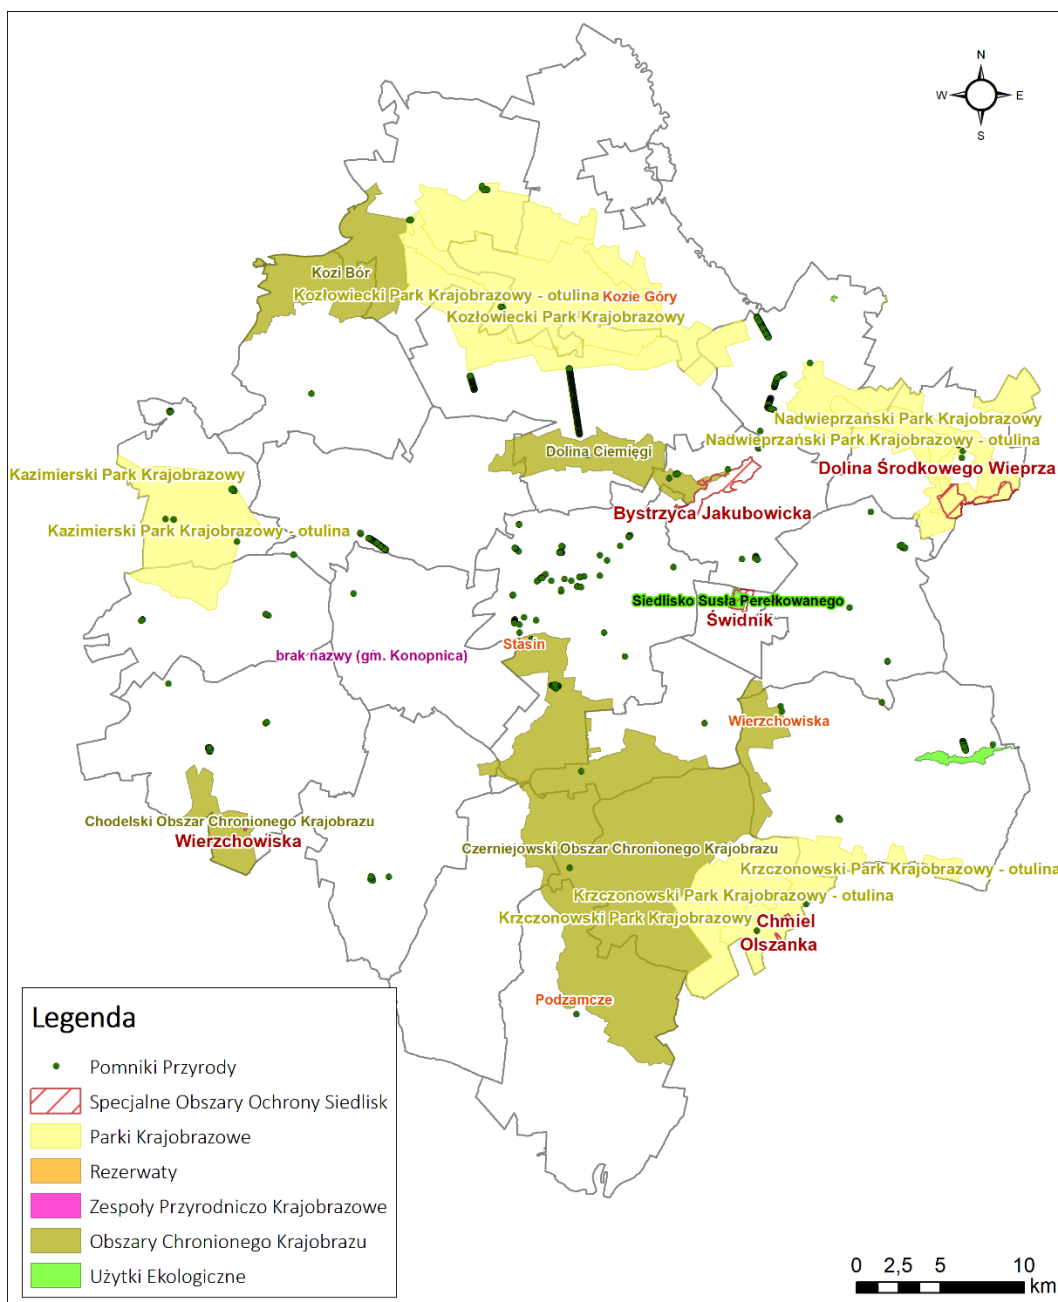 N
W E
S
Kozi Bór
Kozłowiecki Park Krajobrazowy - otulina
Kozie Góry
Kozłowiecki Park Krajobrazowy
Nadwieprzański Park Krajobrazowy
Nadwieprzański Park Krajobrazowy - otulina
Dolina Ciemięgi
Dolina Środkowego Wieprza
Kazimierski Park Krajobrazowy
Bystrzyca Jakubowicka
Kazimierski Park Krajobrazowy - otulina
Siedlisko Susła Perełkowanego
Świdnik
Stasin
brak nazwy (gm. Konopnica)
Wierzchowiska
Chodelski Obszar Chronionego Krajobrazu
Wierzchowiska
Czerniejowski Obszar Chronionego Krajobrazu
Krzczonowski Park Krajobrazowy - otulina
Krzczonowski Park Krajobrazowy - otulina
Krzczonowski Park Krajobrazowy
Chmiel
Olszanka
Podzamcze
Legenda
Pomniki Przyrody
Specjalne Obszary Ochrony Siedlisk
Parki Krajobrazowe
Rezerwaty
Zespoły Przyrodniczo Krajobrazowe
Obszary Chronionego Krajobrazu
Użytki Ekologiczne
0 2,5 5 10
km